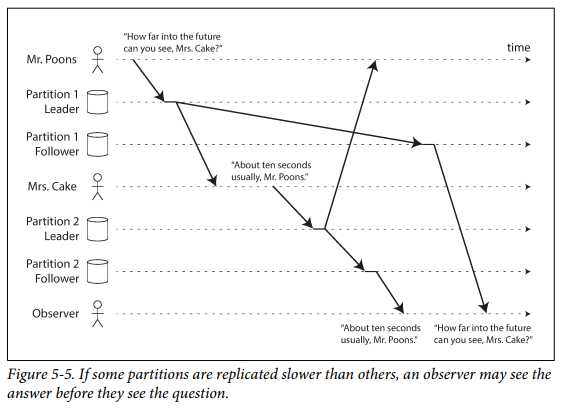 "How far into the future
can you see, Mrs. Cake?"
time
Mr. Poons
Partition 1
Leader
Partition 1
Follower
"About ten seconds
usually, Mr. Poons."
Mrs. Cake
Partition 2
Leader
Partition 2
Follower
Observer
"About ten seconds
usually, Mr. Poons."
"How far into the future
can you see, Mrs. Cake?"
Figure 5-5. If some partitions are replicated slower than others, an observer may see the
answer before they see the question.